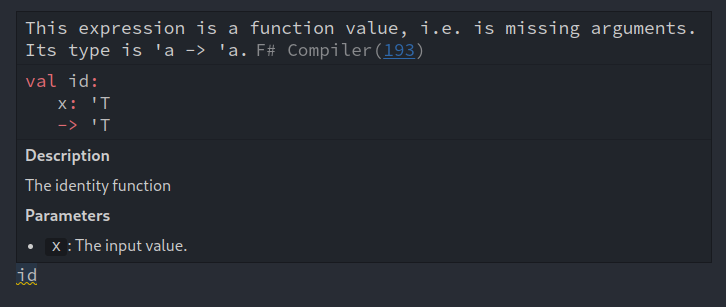 This expression is a function value, i.e. is missing arguments.
Its type is 'a -> 'a. F# Compiler(193)
val id:
   x: 'T
   -> 'T
Description
The identity function
Parameters
• x : The input value.
id